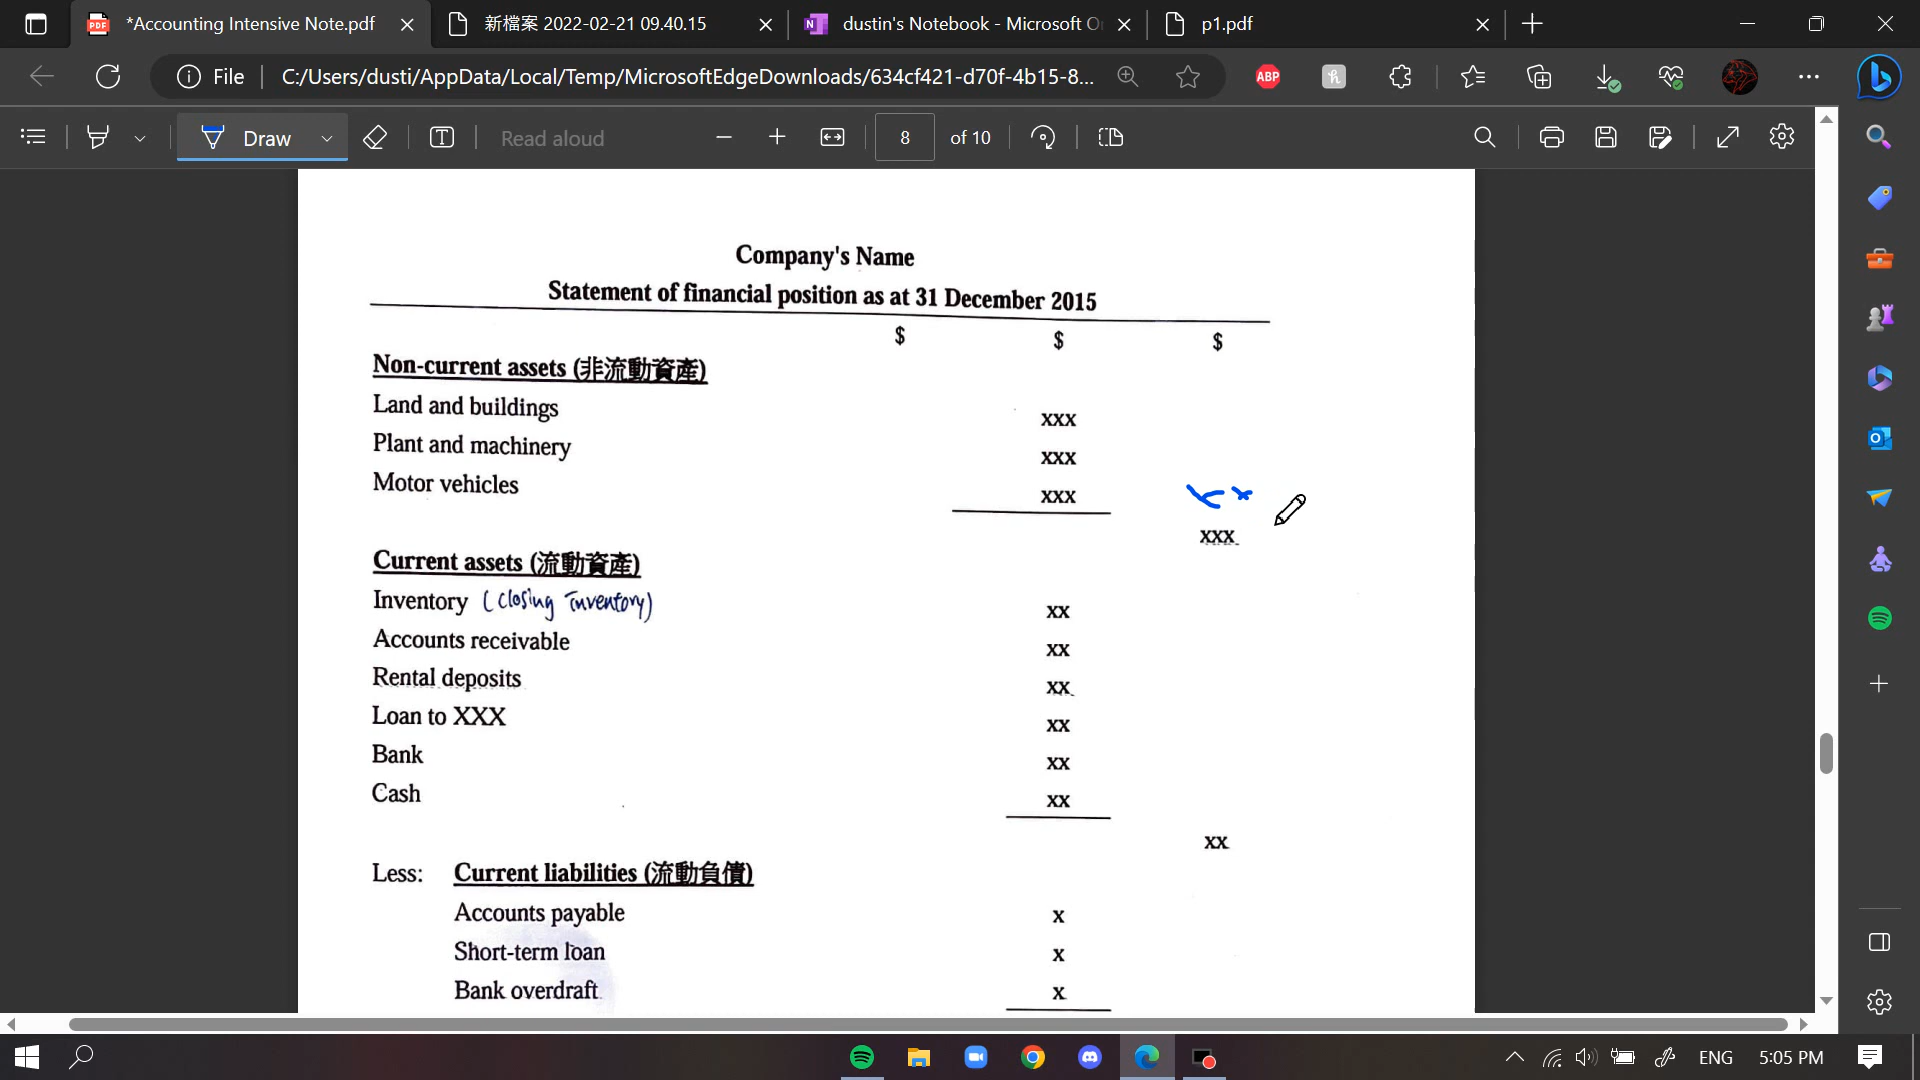 *Accounting Intensive Note.pdf
新檔案 2022-02-21 09.40.15
dustin's Notebook - Microsoft O
p1.pdf
File
C:/Users/dusti/AppData/Local/Temp/MicrosoftEdgeDownloads/634cf421-d70f-4b15-8...
ABP
Draw
Read aloud
8 of 10
Company's Name
Statement of financial position as at 31 December 2015
$ $ $
Non-current assets (非流動資產)
Land and buildings xxx
Plant and machinery xxx
Motor vehicles xxx xx
xxx
Current assets (流動資產)
Inventory (closing inventory) xx
Accounts receivable xx
Rental deposits xx
Loan to XXX xx
Bank xx
Cash xx
xx
Less: Current liabilities (流動負債)
Accounts payable x
Short-term loan x
Bank overdraft x
ENG
5:05 PM